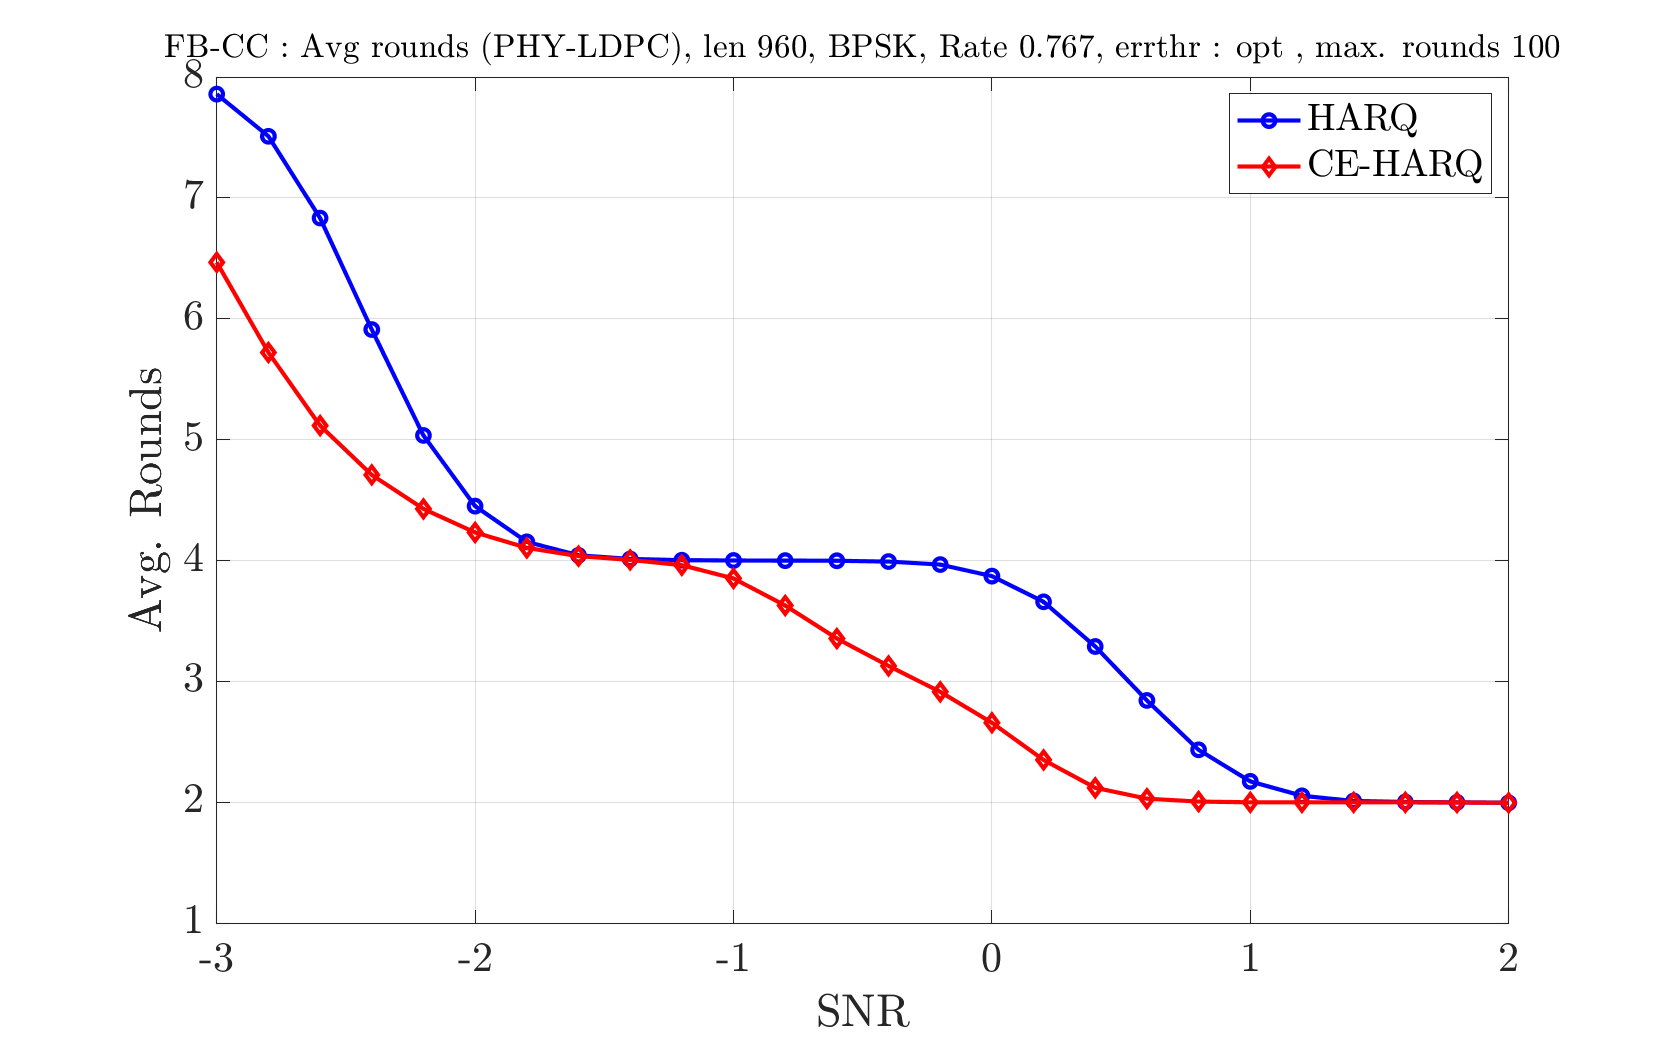 FB-CC : Avg rounds (PHY-LDPC), len 960, BPSK, Rate 0.767, errthr : opt , max. rounds 100
HARQ
CE-HARQ
Avg. Rounds
8
7
6
5
4
3
2
1
-3 -2 -1 0 1 2
SNR